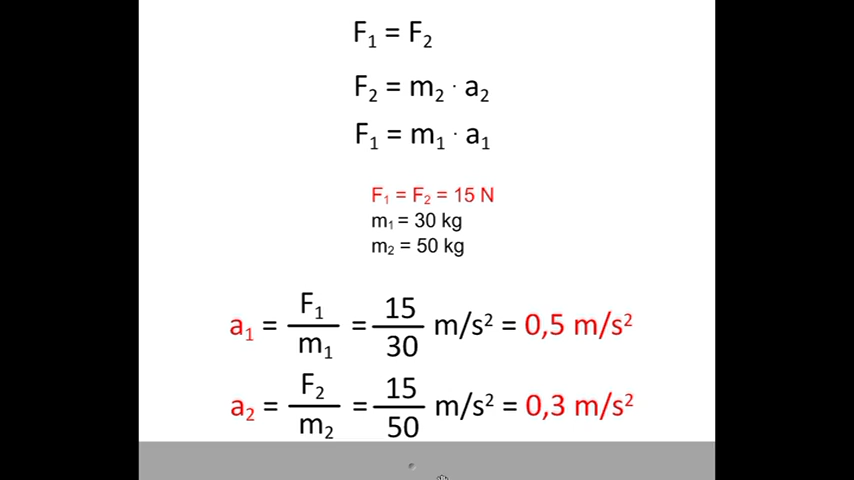 F₁ = F₂
F₂ = m₂ · a₂
F₁ = m₁ · a₁
F₁ = F₂ = 15 N
m₁ = 30 kg
m₂ = 50 kg
a₁ = F₁/m₁ = 15/30 m/s² = 0,5 m/s²
a₂ = F₂/m₂ = 15/50 m/s² = 0,3 m/s²